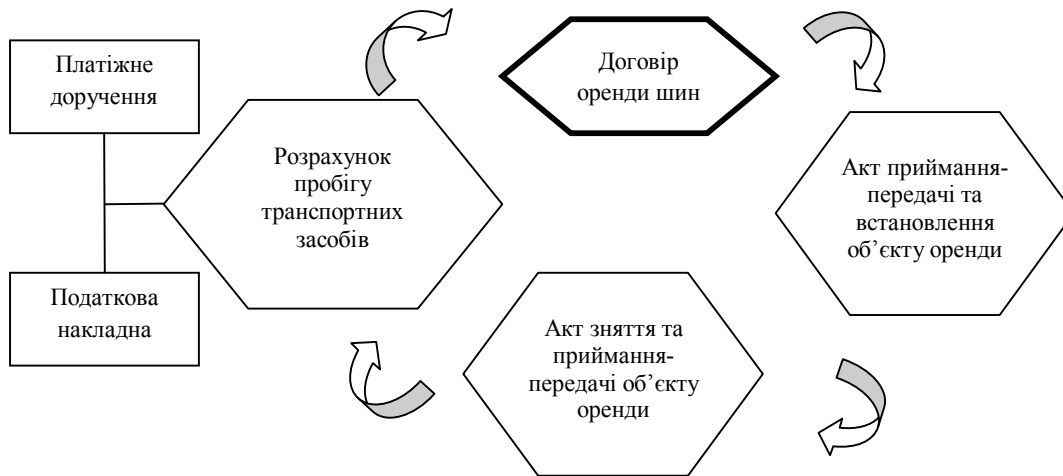 Платіжне
доручення
Договір
оренди шин
Розрахунок
пробігу
транспортних
засобів
Акт приймання-
передачі та
встановлення
об’єкту оренди
Податкова
накладна
Акт зняття та
приймання-
передачі об’єкту
оренди